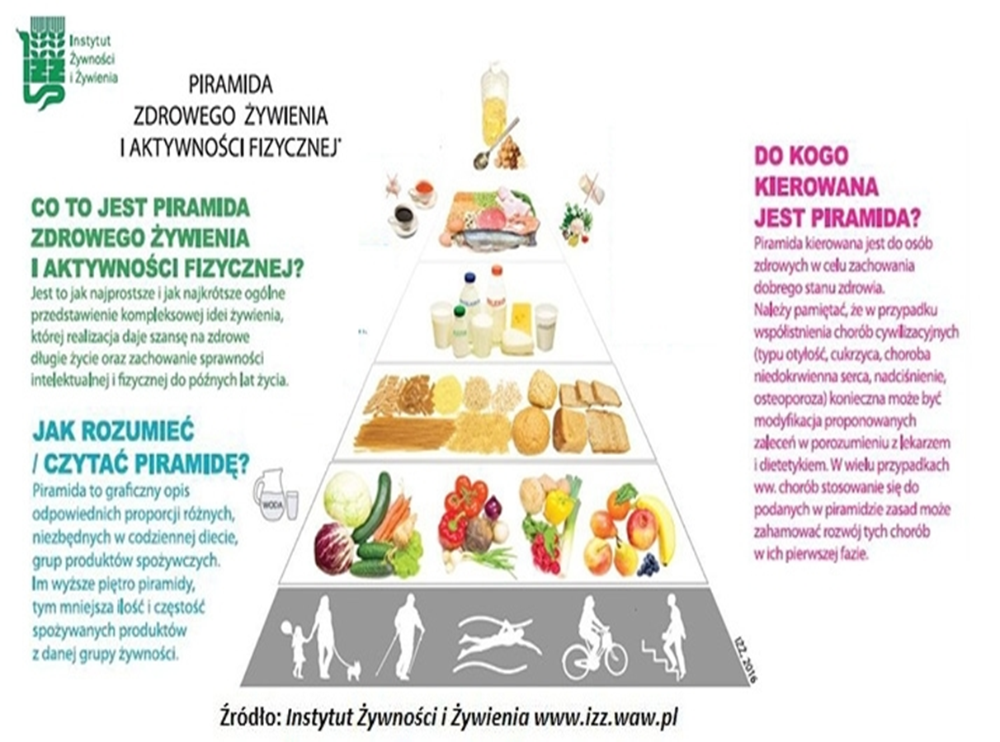 Instytut
Żywności
i Żywienia
PIRAMIDA
ZDROWEGO ŻYWIENIA
I AKTYWNOŚCI FIZYCZNEJ*
CO TO JEST PIRAMIDA
ZDROWEGO ŻYWIENIA
I AKTYWNOŚCI FIZYCZNEJ?
Jest to jak najprostsze i jak najkrótsze ogólne
przedstawienie kompleksowej idei żywienia,
której realizacja daje szansę na zdrowe
długie życie oraz zachowanie sprawności
intelektualnej i fizycznej do późnych lat życia.
JAK ROZUMIEĆ
/ CZYTAĆ PIRAMIDĘ?
Piramida to graficzny opis
odpowiednich proporcji różnych,
niezbędnych w codziennej diecie,
grup produktów spożywczych.
Im wyższe piętro piramidy,
tym mniejsza ilość i częstość
spożywanych produktów
z danej grupy żywności.
WODA
DO KOGO
KIEROWANA
JEST PIRAMIDA?
Piramida kierowana jest do osób
zdrowych w celu zachowania
dobrego stanu zdrowia.
Należy pamiętać, że w przypadku
współistnienia chorób cywilizacyjnych
(typu otyłość, cukrzyca, choroba
niedokrwienna serca, nadciśnienie,
osteoporoza) konieczna może być
modyfikacja proponowanych
zaleceń w porozumieniu z lekarzem
i dietetykiem. W wielu przypadkach
ww. chorób stosowanie się do
podanych w piramidzie zasad może
zahamować rozwój tych chorób
w ich pierwszej fazie.
IZZ, 2016
Źródło: Instytut Żywności i Żywienia www.izz.waw.pl